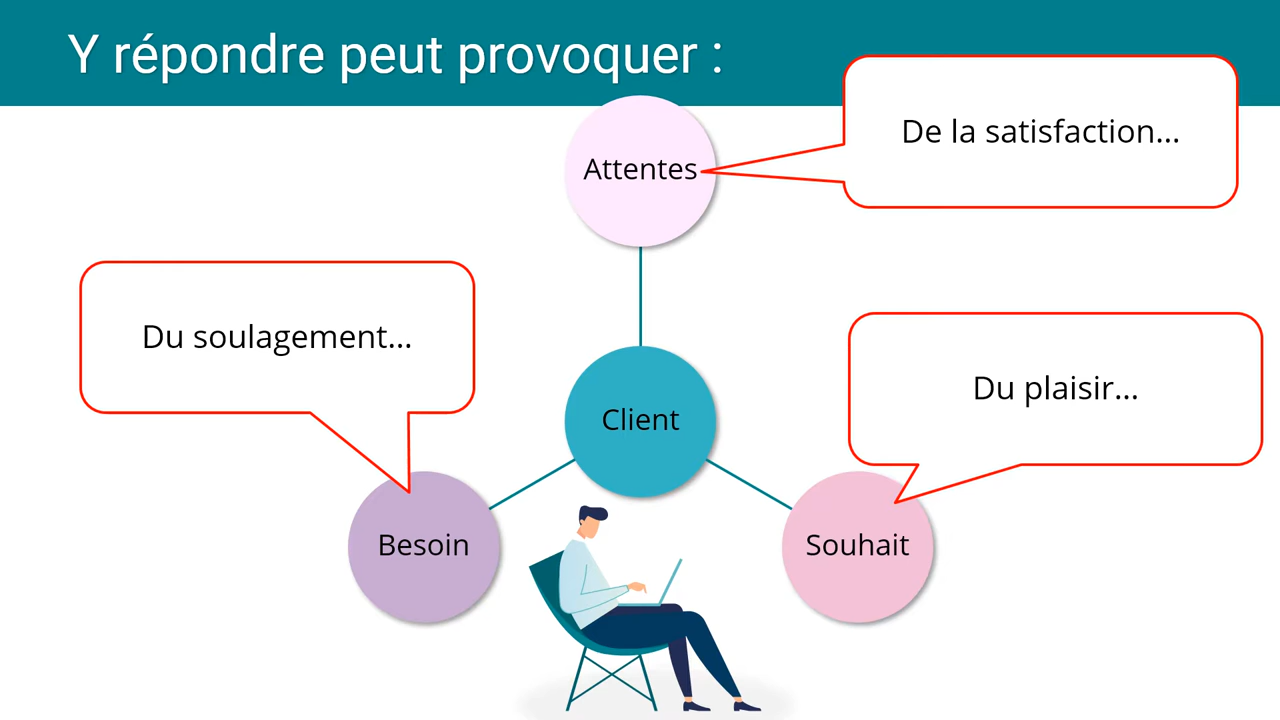 Y répondre peut provoquer :
De la satisfaction...
Attentes
Du soulagement...
Du plaisir...
Client
Besoin
Souhait